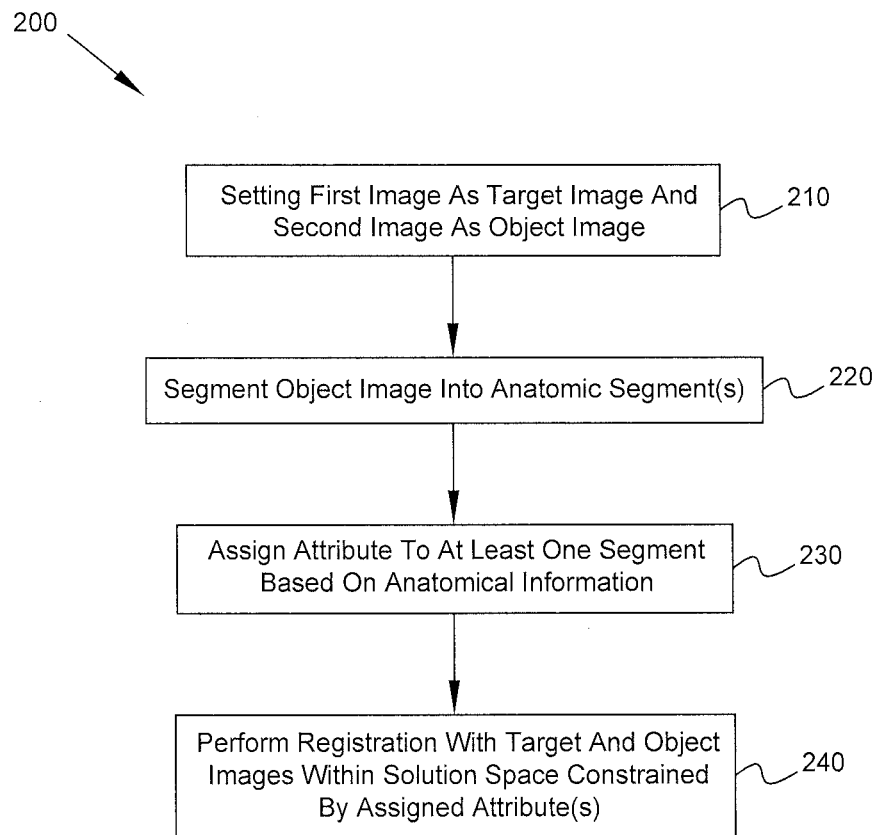 200
Setting First Image As Target Image And
Second Image As Object Image
210
Segment Object Image Into Anatomic Segment(s)
220
Assign Attribute To At Least One Segment
Based On Anatomical Information
230
Perform Registration With Target And Object
Images Within Solution Space Constrained
By Assigned Attribute(s)
240